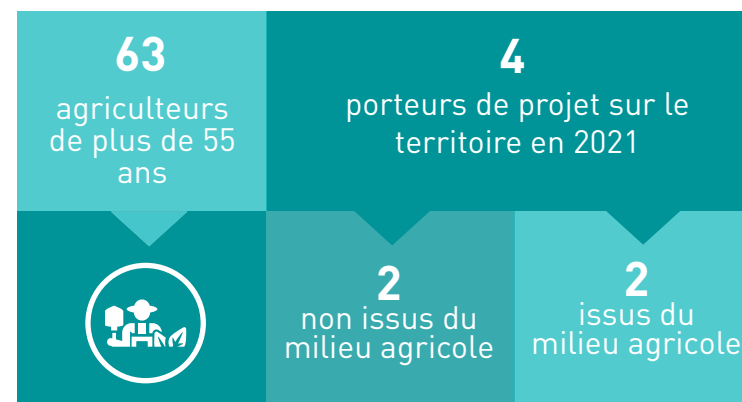 63
agriculteurs
de plus de 55
ans
4
porteurs de projet sur le
territoire en 2021
2
non issus du
milieu agricole
2
issus du
milieu agricole